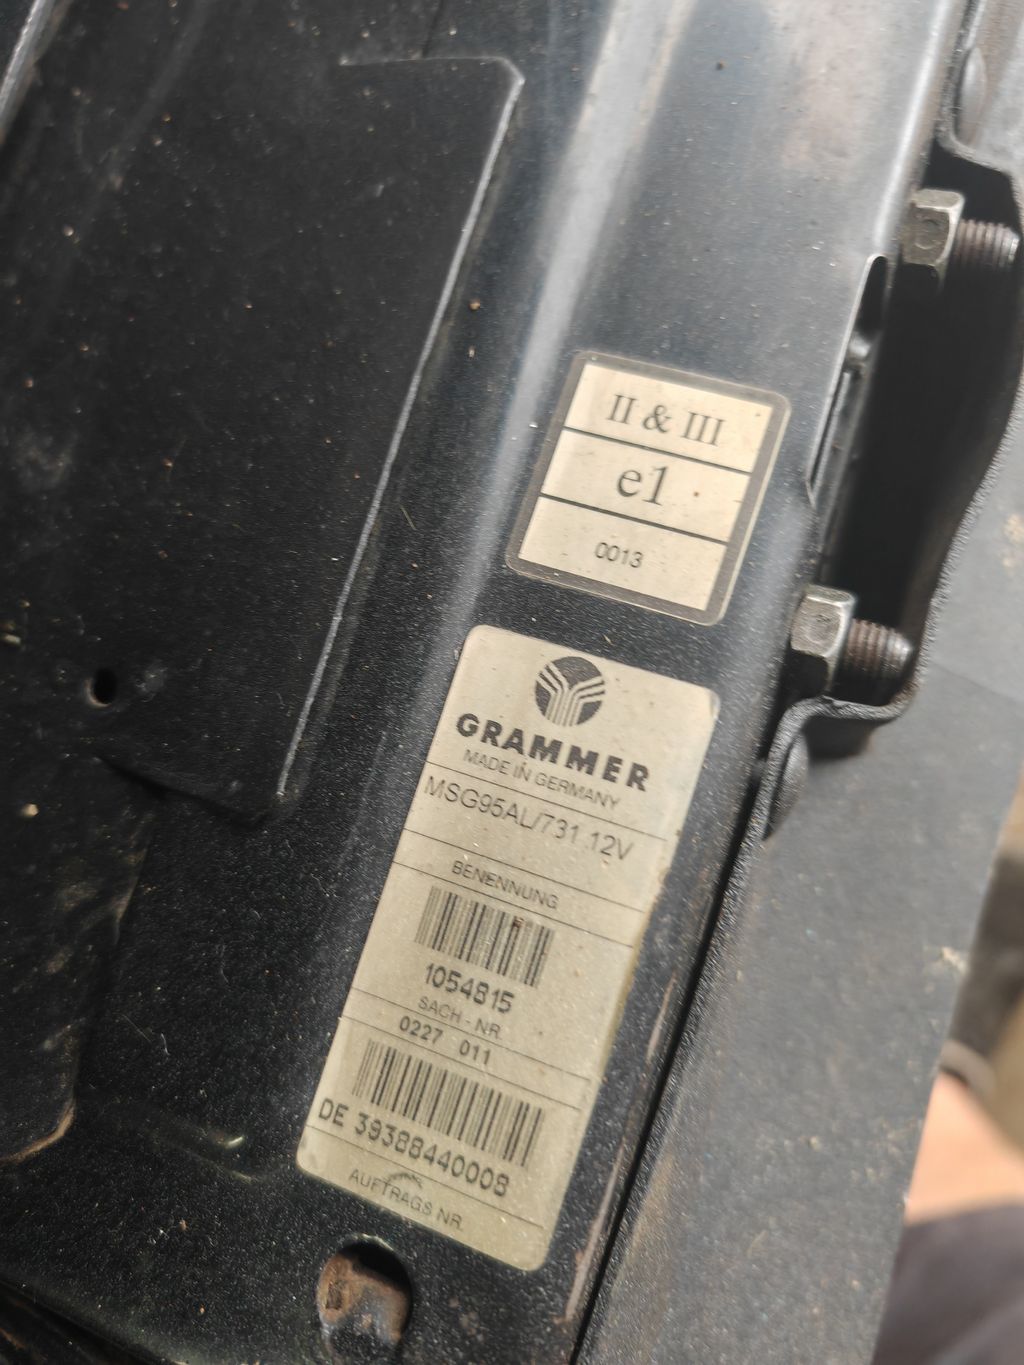 II & III
e1
0013
GRAMMER
MADE IN GERMANY
MSG95AL/731 12V
BENENNUNG
1054815
SACH - NR.
0227 011
DE 39388440008
AUFTRAGS NR.